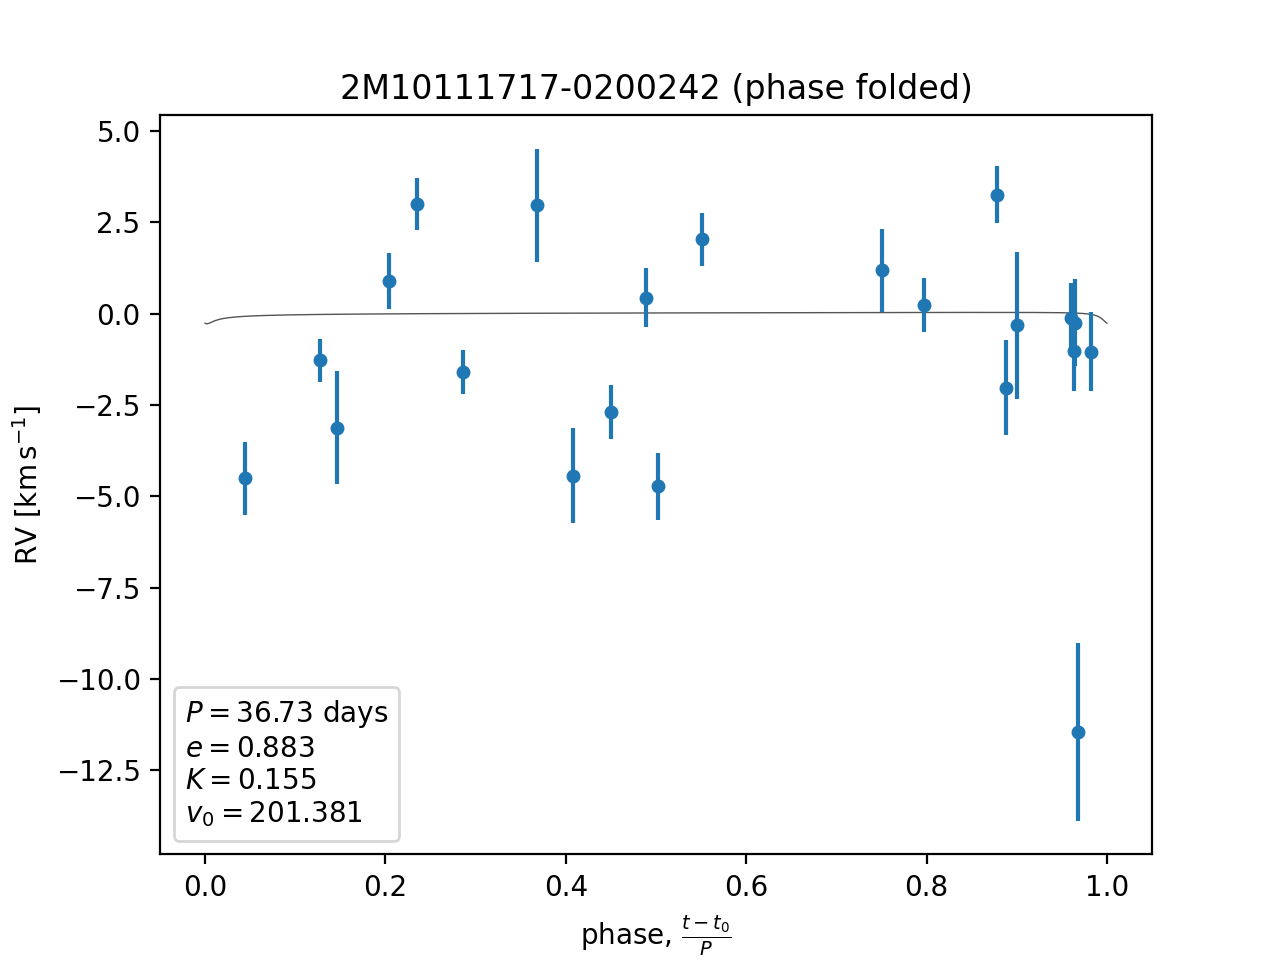 2M10111717-0200242 (phase folded)
RV [km s⁻¹]
5.0
2.5
0.0
−2.5
−5.0
−7.5
−10.0
−12.5
P = 36.73 days
e = 0.883
K = 0.155
v₀ = 201.381
0.0 0.2 0.4 0.6 0.8 1.0
phase, (t − t₀)/P